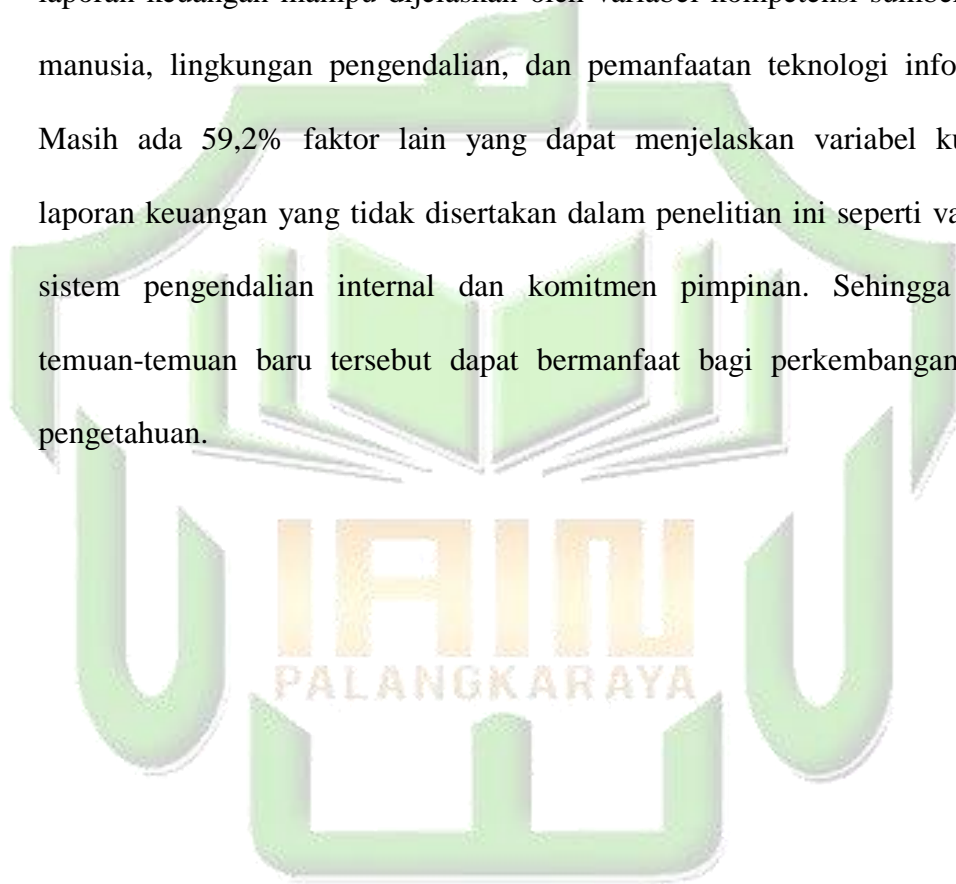 manusia, lingkungan pengendalian, dan pemanfaatan teknologi
Masih ada 59,2% faktor lain yang dapat menjelaskan variabel
laporan keuangan yang tidak disertakan dalam penelitian ini seperti
sistem pengendalian internal dan komitmen pimpinan. Sehingga
temuan-temuan baru tersebut dapat bermanfaat bagi perkembangan
pengetahuan.
IAIN
PALANGKARAYA